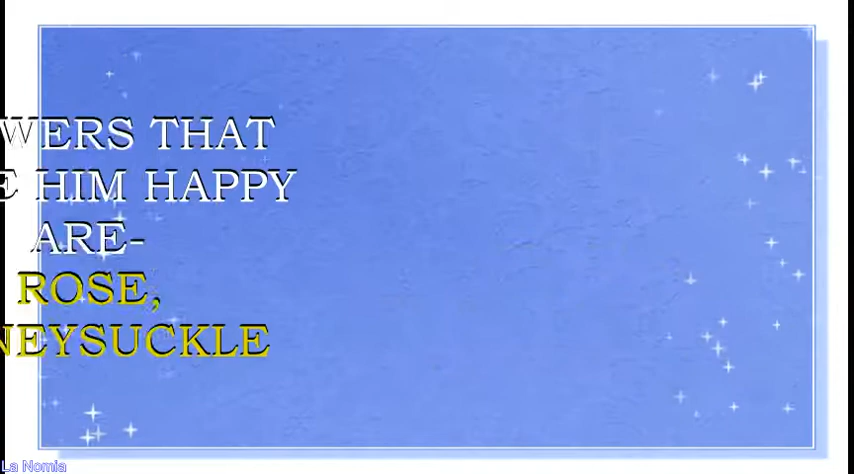 WERS THAT
E HIM HAPPY
ARE-
ROSE,
NEYSUCKLE
La Nomia